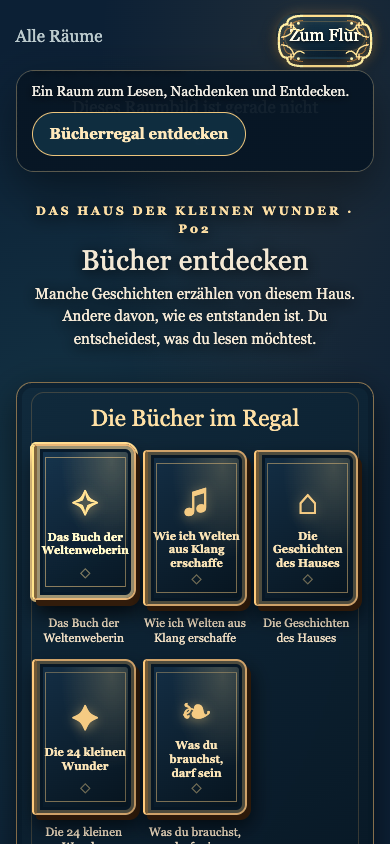 Alle Räume
Zum Flur
Ein Raum zum Lesen, Nachdenken und Entdecken.
Dieses Raumbild ist gerade nicht
Bücherregal entdecken
DAS HAUS DER KLEINEN WUNDER ·
P02
Bücher entdecken
Manche Geschichten erzählen von diesem Haus.
Andere davon, wie es entstanden ist. Du
entscheidest, was du lesen möchtest.
Die Bücher im Regal
Das Buch der
Weltenweberin
Wie ich Welten
aus Klang
erschaffe
Die
Geschichten
des Hauses
Das Buch der
Weltenweberin
Wie ich Welten aus
Klang erschaffe
Die Geschichten
des Hauses
Die 24 kleinen
Wunder
Was du
brauchst,
darf sein
Die 24 kleinen
Was du brauchst,